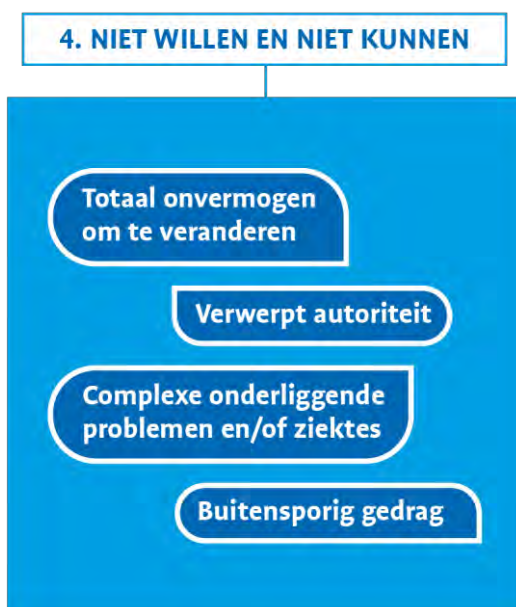 4. NIET WILLEN EN NIET KUNNEN
Totaal onvermogen
om te veranderen
Verwerpt autoriteit
Complexe onderliggende
problemen en/of ziektes
Buitensporig gedrag